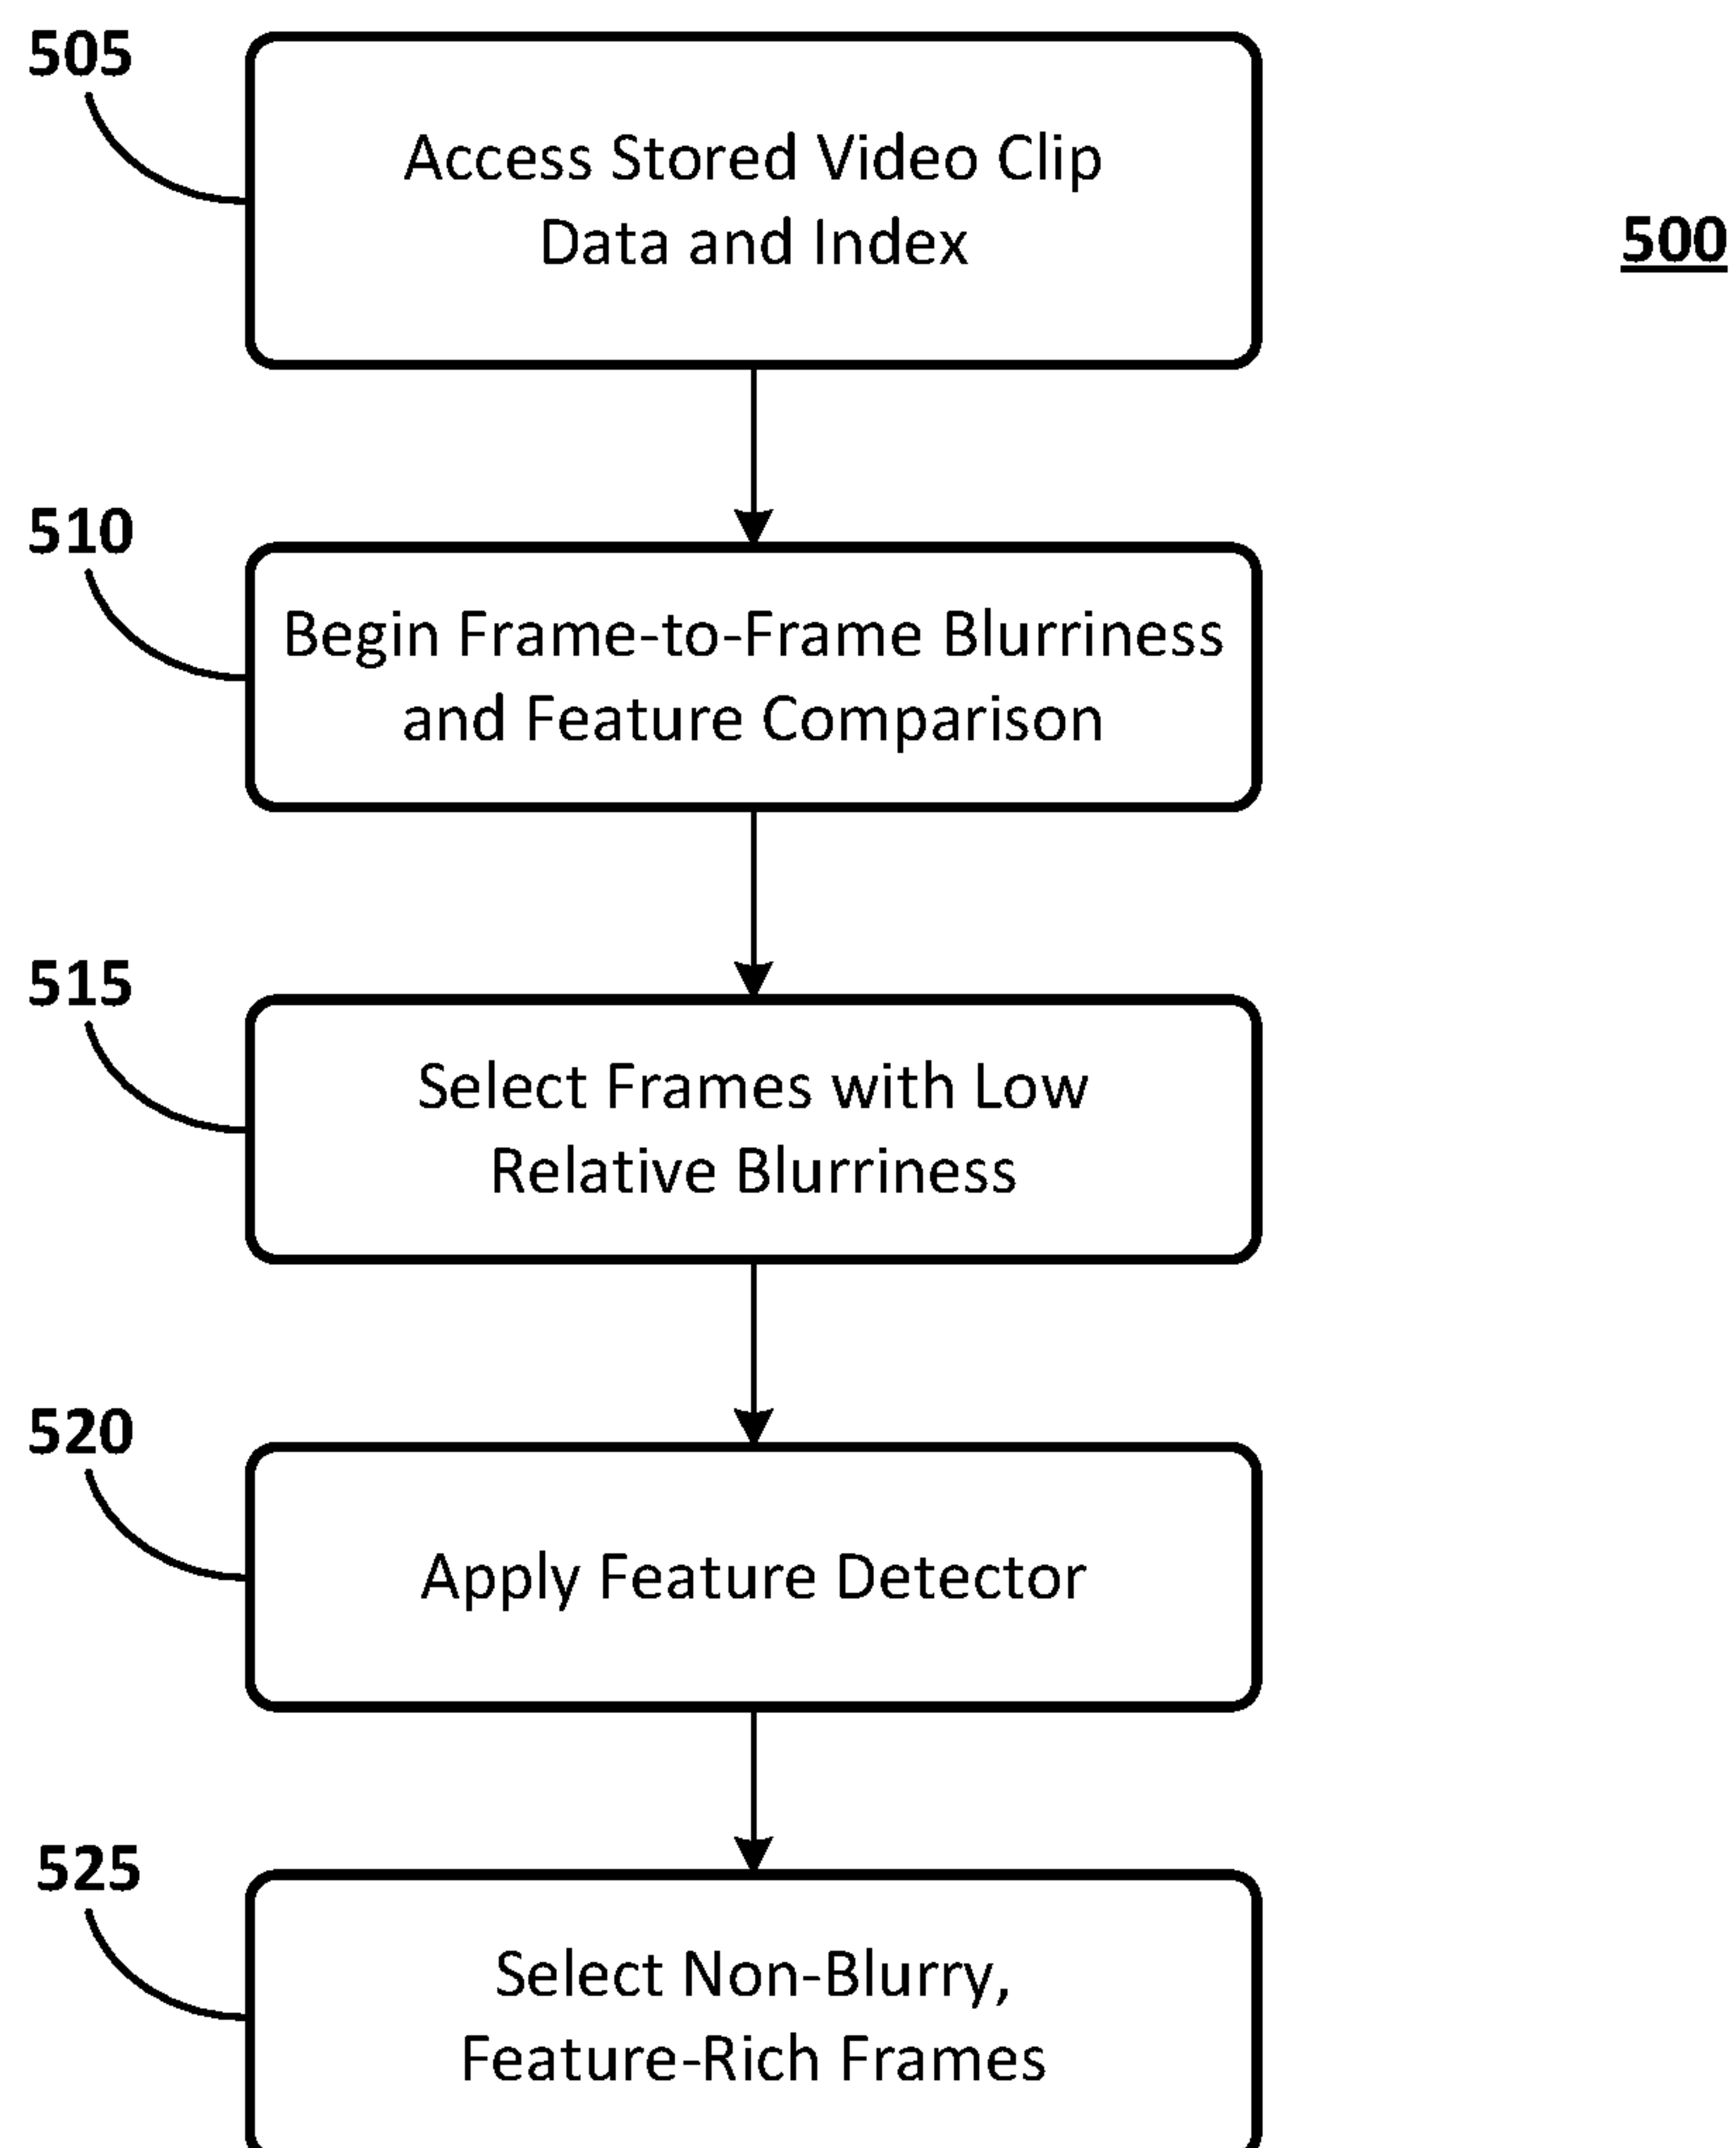 505
Access Stored Video Clip
Data and Index
500
510
Begin Frame-to-Frame Blurriness
and Feature Comparison
515
Select Frames with Low
Relative Blurriness
520
Apply Feature Detector
525
Select Non-Blurry,
Feature-Rich Frames